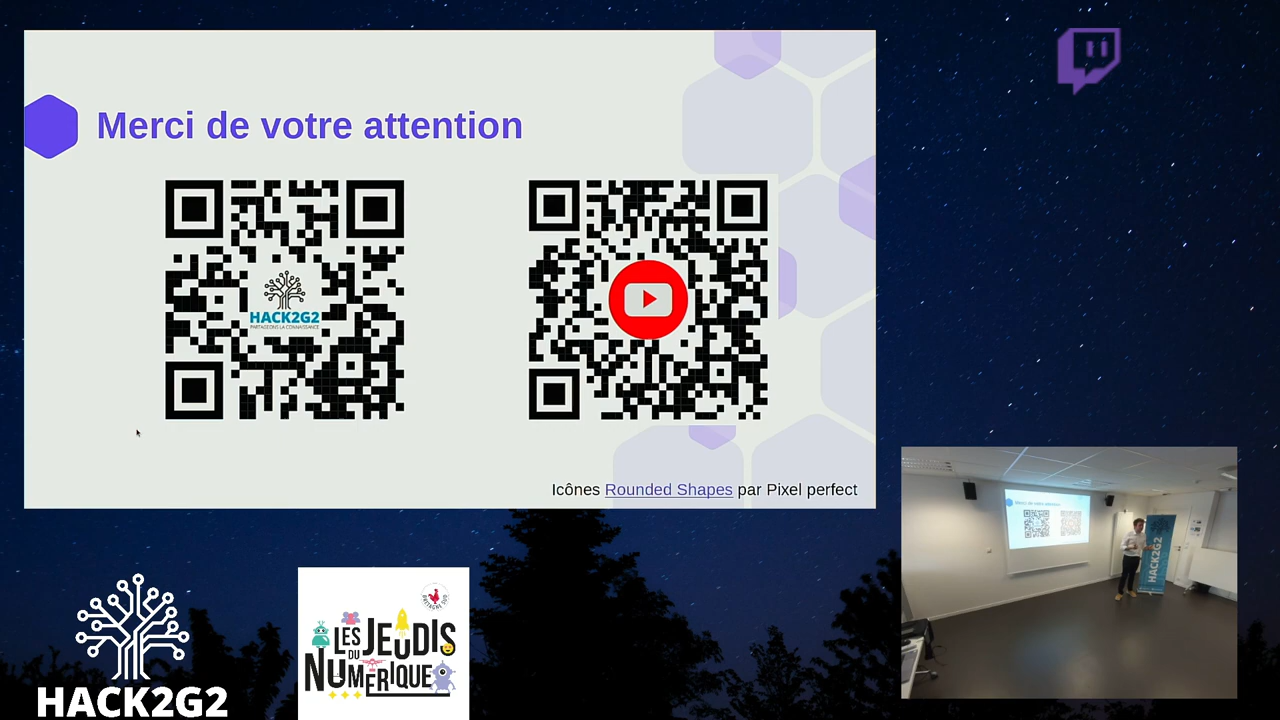 Merci de votre attention
HACK2G2
PARTAGEONS LA CONNAISSANCE
Icônes Rounded Shapes par Pixel perfect
HACK2G2
LES JEUDIS
DU
NUMÉRIQUE
HACK2G2